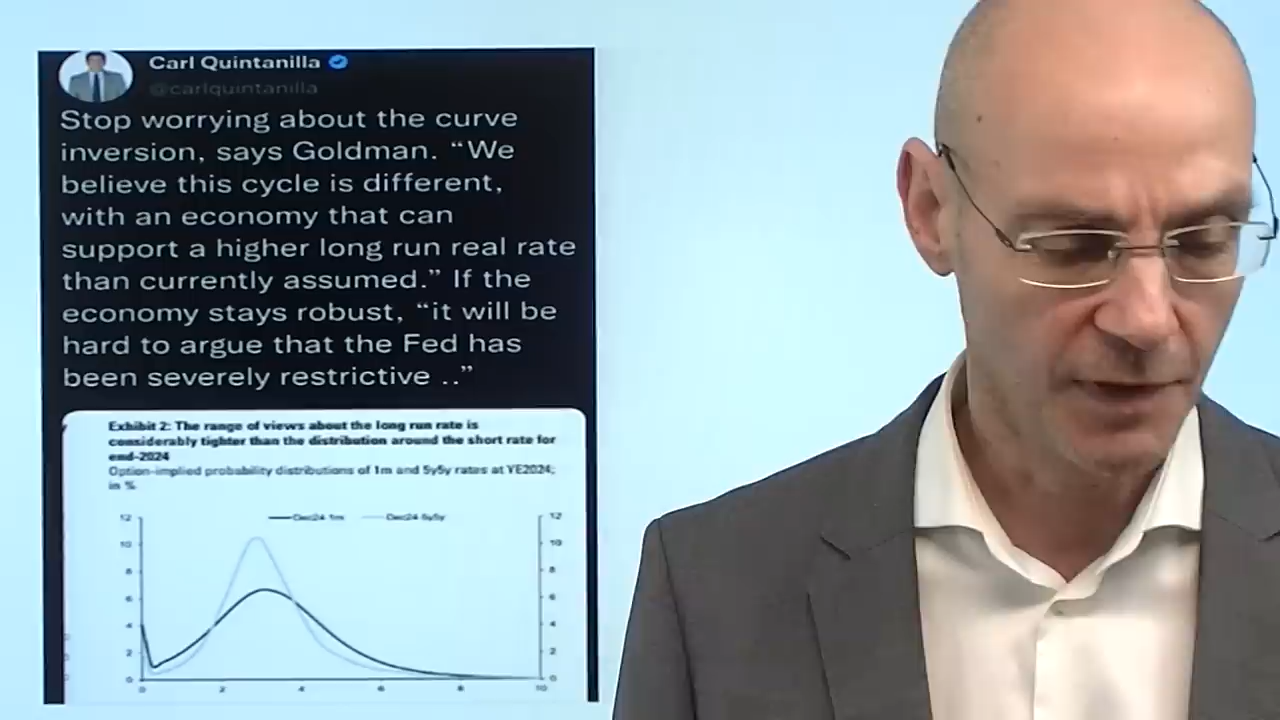 Carl Quintanilla
@carlquintanilla
Stop worrying about the curve
inversion, says Goldman. “We
believe this cycle is different,
with an economy that can
support a higher long run real rate
than currently assumed.” If the
economy stays robust, “it will be
hard to argue that the Fed has
been severely restrictive ..”
Exhibit 2: The range of views about the long run rate is
considerably tighter than the distribution around the short rate for
end-2024
Option-implied probability distributions of 1m and 5y5y rates at YE2024;
in %
Dec24 1m Dec24 5y5y
12 12
10 10
8 8
6 6
4 4
2 2
0 0
0 2 4 6 8 10